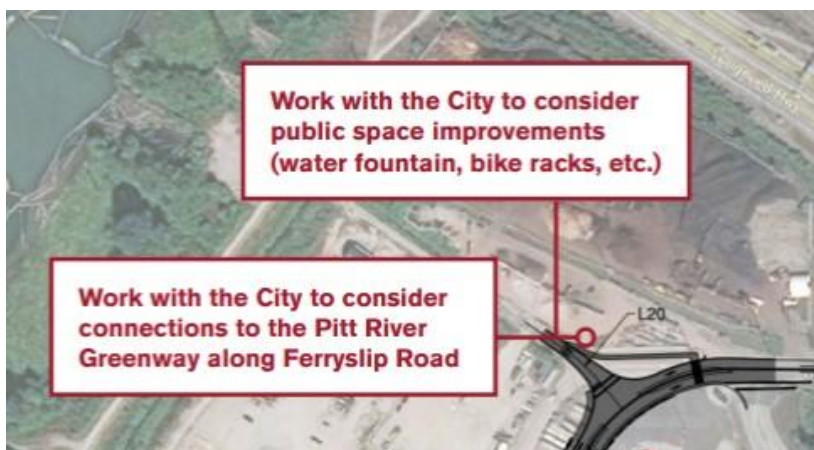 Work with the City to consider
public space improvements
(water fountain, bike racks, etc.)
Work with the City to consider
connections to the Pitt River
Greenway along Ferryslip Road
L20